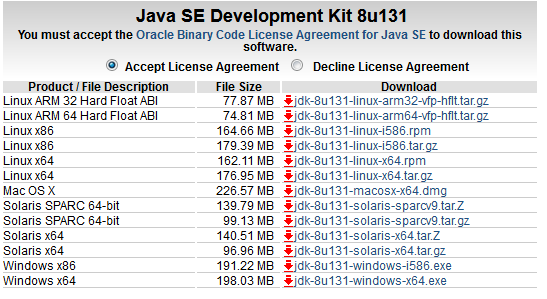 Java SE Development Kit 8u131
You must accept the Oracle Binary Code License Agreement for Java SE to download this
software.
Accept License Agreement Decline License Agreement
Product / File Description File Size Download
Linux ARM 32 Hard Float ABI 77.87 MB jdk-8u131-linux-arm32-vfp-hflt.tar.gz
Linux ARM 64 Hard Float ABI 74.81 MB jdk-8u131-linux-arm64-vfp-hflt.tar.gz
Linux x86 164.66 MB jdk-8u131-linux-i586.rpm
Linux x86 179.39 MB jdk-8u131-linux-i586.tar.gz
Linux x64 162.11 MB jdk-8u131-linux-x64.rpm
Linux x64 176.95 MB jdk-8u131-linux-x64.tar.gz
Mac OS X 226.57 MB jdk-8u131-macosx-x64.dmg
Solaris SPARC 64-bit 139.79 MB jdk-8u131-solaris-sparcv9.tar.Z
Solaris SPARC 64-bit 99.13 MB jdk-8u131-solaris-sparcv9.tar.gz
Solaris x64 140.51 MB jdk-8u131-solaris-x64.tar.Z
Solaris x64 96.96 MB jdk-8u131-solaris-x64.tar.gz
Windows x86 191.22 MB jdk-8u131-windows-i586.exe
Windows x64 198.03 MB jdk-8u131-windows-x64.exe